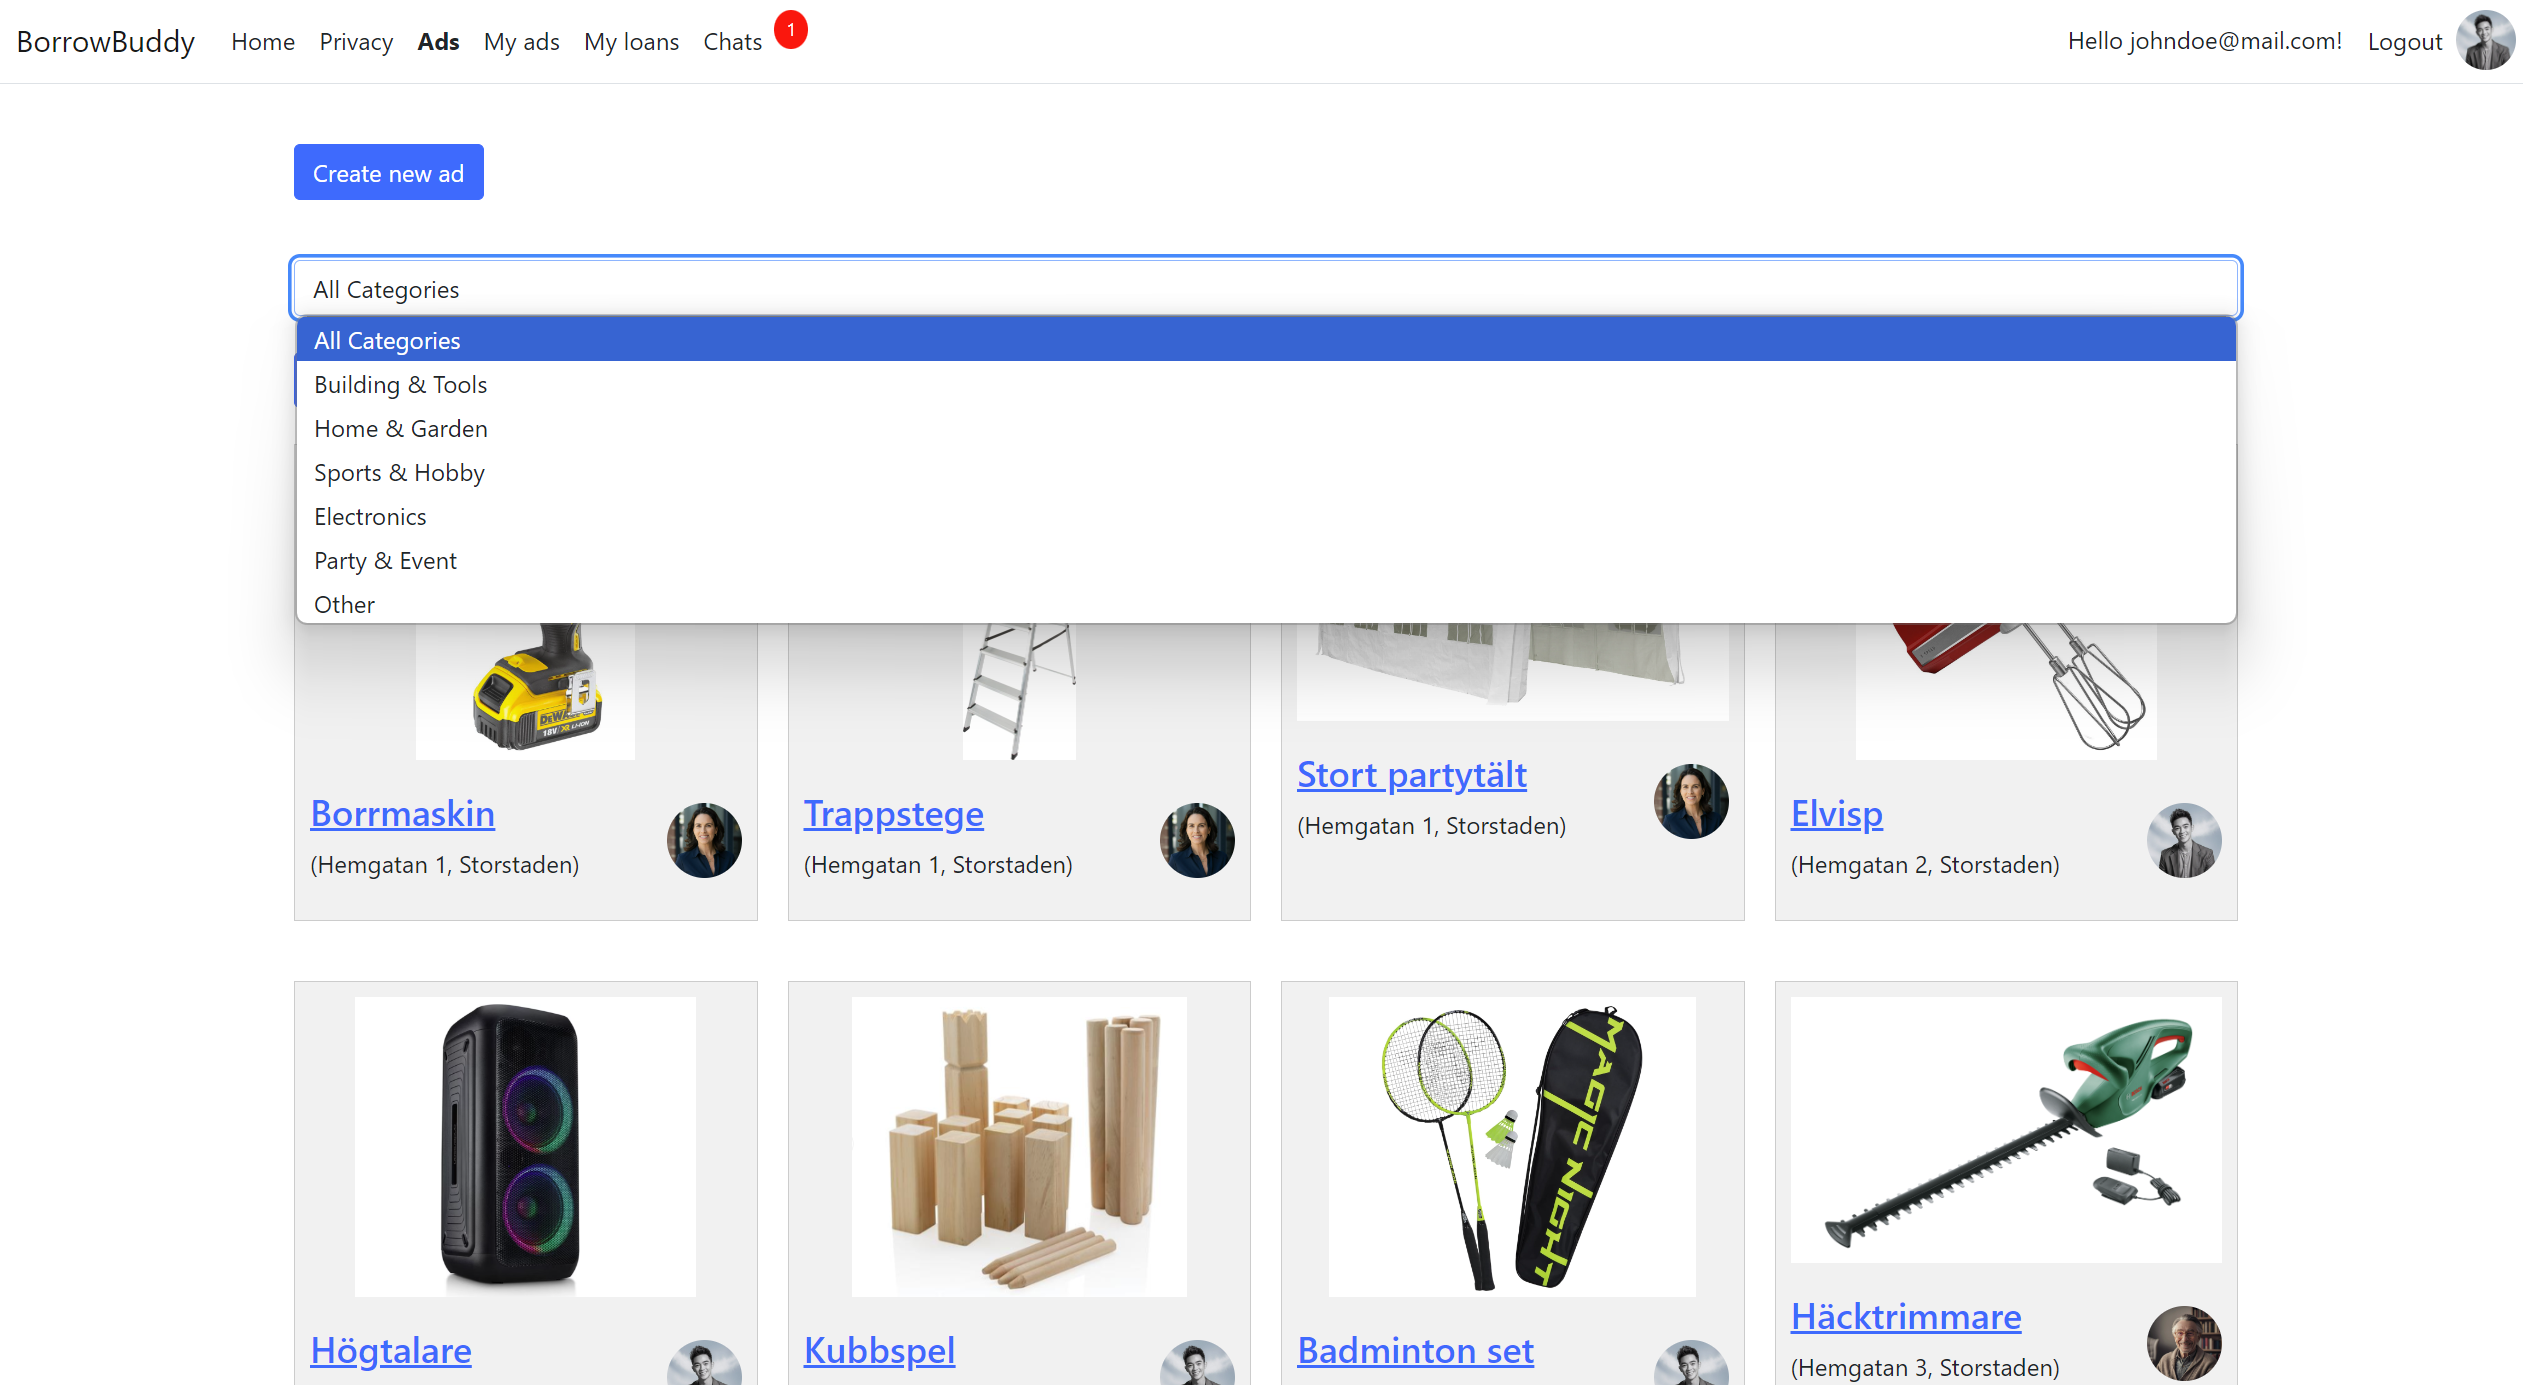 BorrowBuddy Home Privacy Ads My ads My loans Chats 1 Hello johndoe@mail.com! Logout
Create new ad
All Categories
All Categories
Building & Tools
Home & Garden
Sports & Hobby
Electronics
Party & Event
Other
DEWALT
18V XR LI-ION
Borrmaskin
(Hemgatan 1, Storstaden)
Trappstege
(Hemgatan 1, Storstaden)
Stort partytält
(Hemgatan 1, Storstaden)
Elvisp
(Hemgatan 2, Storstaden)
MAGIC NIGHT
Högtalare
Kubbspel
Badminton set
Häcktrimmare
(Hemgatan 3, Storstaden)